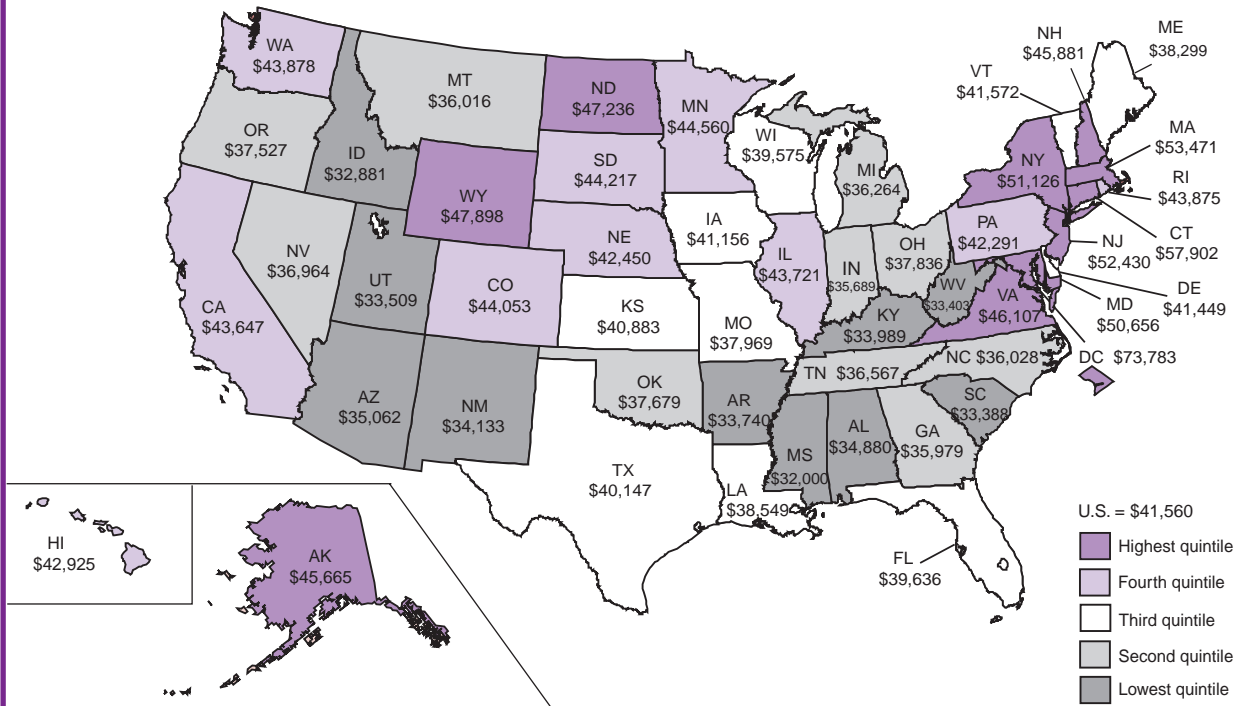 WA
$43,878
MT
$36,016
ND
$47,236
MN
$44,560
OR
$37,527
ID
$32,881
WY
$47,898
SD
$44,217
WI
$39,575
MI
$36,264
NY
$51,126
VT
$41,572
NH
$45,881
ME
$38,299
MA
$53,471
RI
$43,875
CT
$57,902
NJ
$52,430
DE
$41,449
MD
$50,656
DC $73,783
PA
$42,291
NV
$36,964
UT
$33,509
CO
$44,053
NE
$42,450
IA
$41,156
IL
$43,721
IN
$35,689
OH
$37,836
WV
$33,403
VA
$46,107
CA
$43,647
KS
$40,883
MO
$37,969
KY
$33,989
NC $36,028
TN $36,567
SC
$33,388
AZ
$35,062
NM
$34,133
OK
$37,679
AR
$33,740
MS
$32,000
AL
$34,880
GA
$35,979
TX
$40,147
LA
$38,549
FL
$39,636
HI
$42,925
AK
$45,665
U.S. = $41,560
Highest quintile
Fourth quintile
Third quintile
Second quintile
Lowest quintile